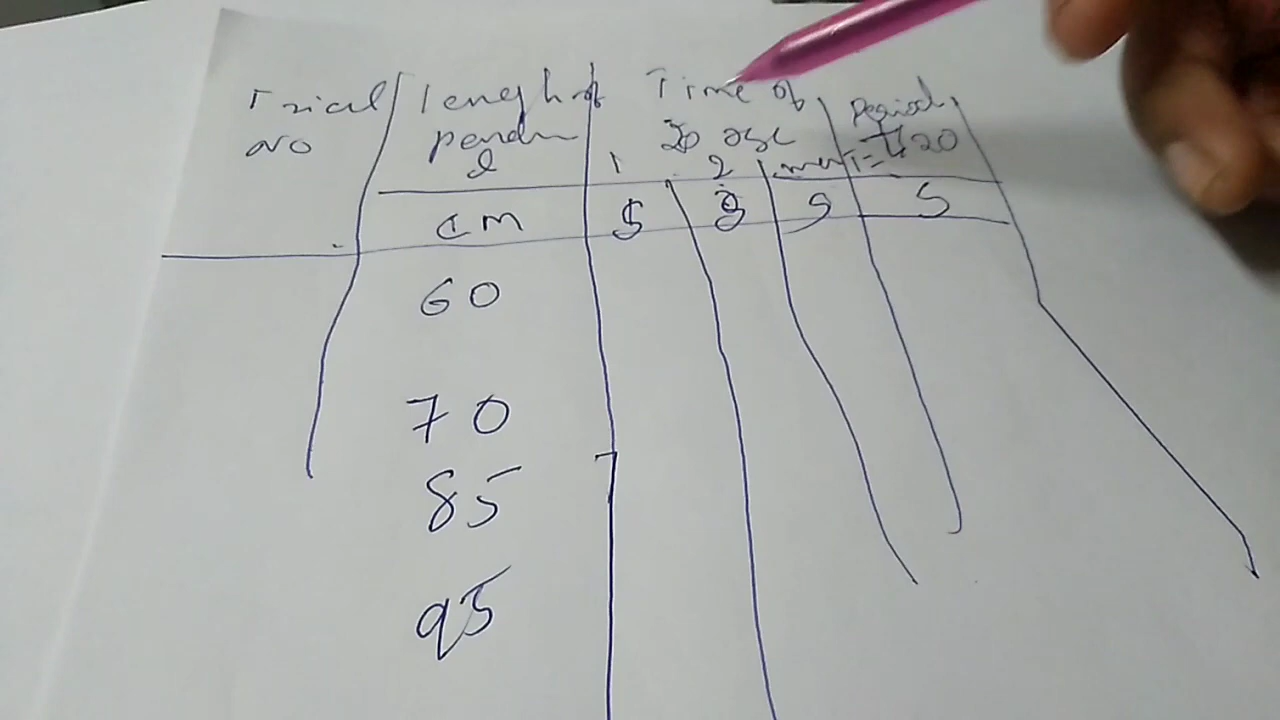 Trial length of Time of Period
no pendu 20 osc T=t/20
l 1 2 mean
cm S S S S
60
70
85
95